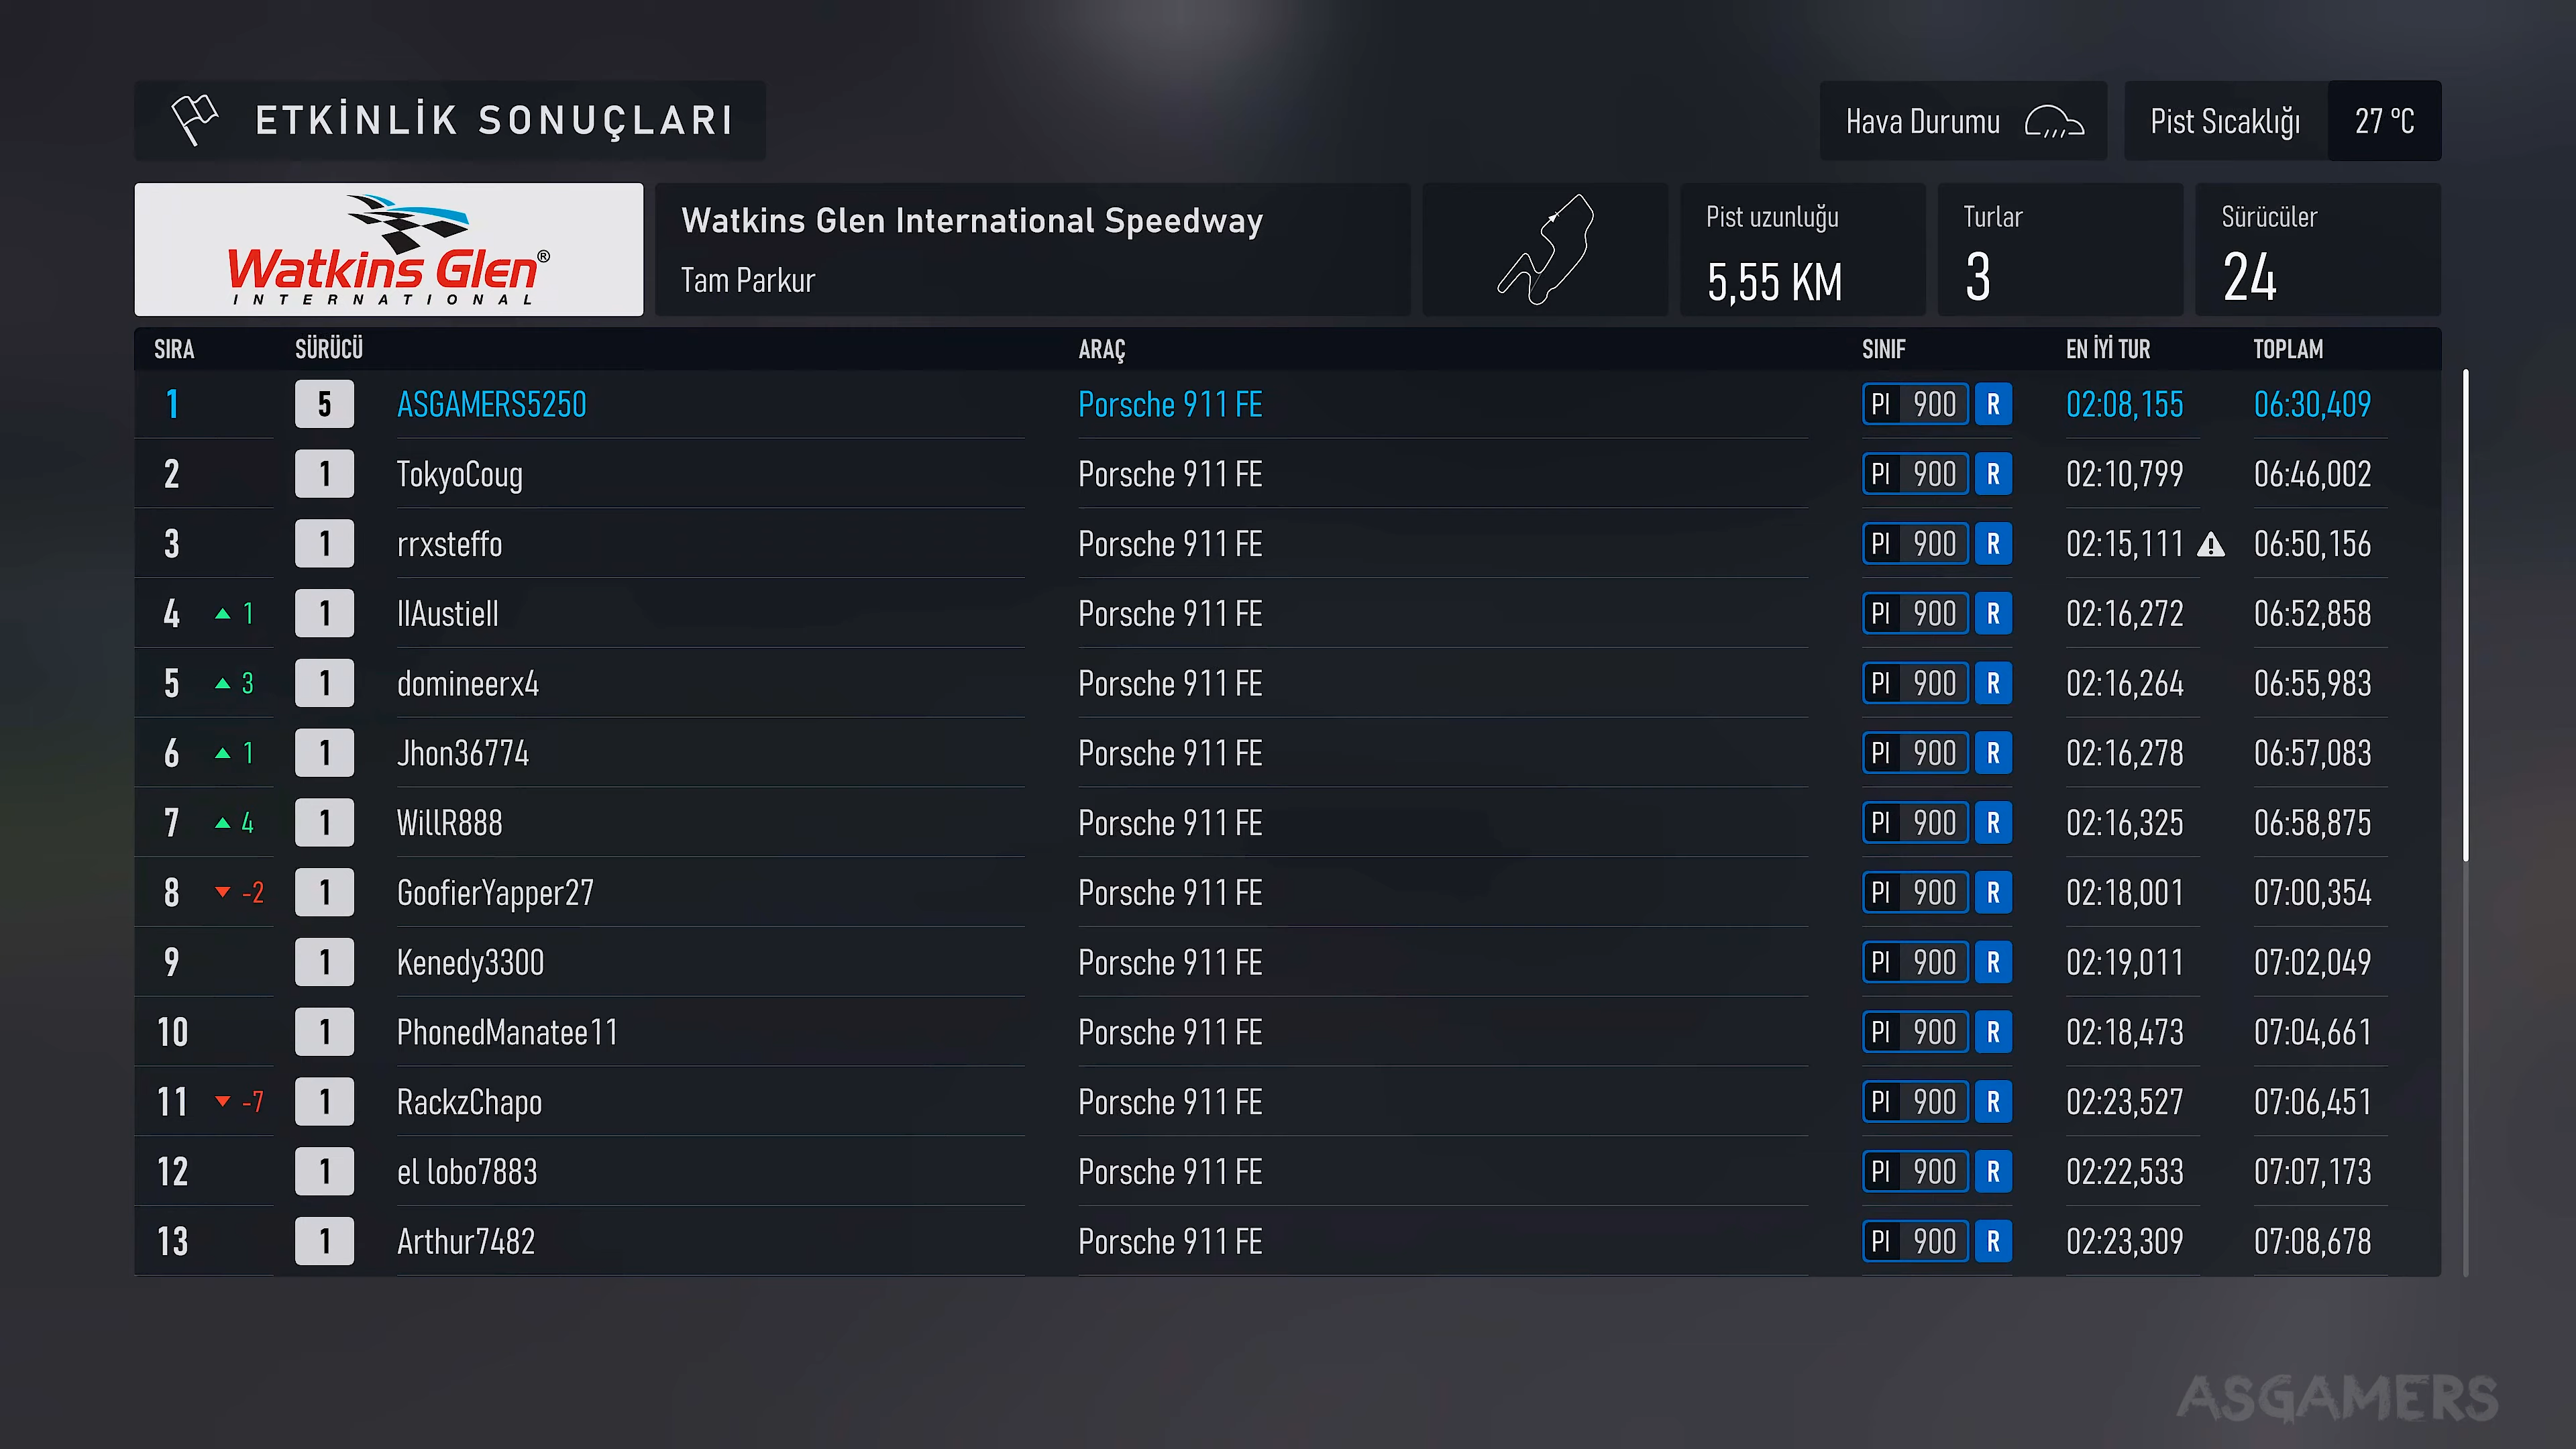 ETKİNLİK SONUÇLARI
Hava Durumu
Pist Sıcaklığı 27 °C
Watkins Glen®
INTERNATIONAL
Watkins Glen International Speedway
Tam Parkur
Pist uzunluğu
5,55 KM
Turlar
3
Sürücüler
24
SIRA SÜRÜCÜ ARAÇ SINIF EN İYİ TUR TOPLAM
1 5 ASGAMERS5250 Porsche 911 FE PI 900 R 02:08,155 06:30,409
2 1 TokyoCoug Porsche 911 FE PI 900 R 02:10,799 06:46,002
3 1 rrxsteffo Porsche 911 FE PI 900 R 02:15,111 06:50,156
4 ▲ 1 1 llAustiell Porsche 911 FE PI 900 R 02:16,272 06:52,858
5 ▲ 3 1 domineerx4 Porsche 911 FE PI 900 R 02:16,264 06:55,983
6 ▲ 1 1 Jhon36774 Porsche 911 FE PI 900 R 02:16,278 06:57,083
7 ▲ 4 1 WillR888 Porsche 911 FE PI 900 R 02:16,325 06:58,875
8 ▼ -2 1 GoofierYapper27 Porsche 911 FE PI 900 R 02:18,001 07:00,354
9 1 Kenedy3300 Porsche 911 FE PI 900 R 02:19,011 07:02,049
10 1 PhonedManatee11 Porsche 911 FE PI 900 R 02:18,473 07:04,661
11 ▼ -7 1 RackzChapo Porsche 911 FE PI 900 R 02:23,527 07:06,451
12 1 el lobo7883 Porsche 911 FE PI 900 R 02:22,533 07:07,173
13 1 Arthur7482 Porsche 911 FE PI 900 R 02:23,309 07:08,678
ASGAMERS